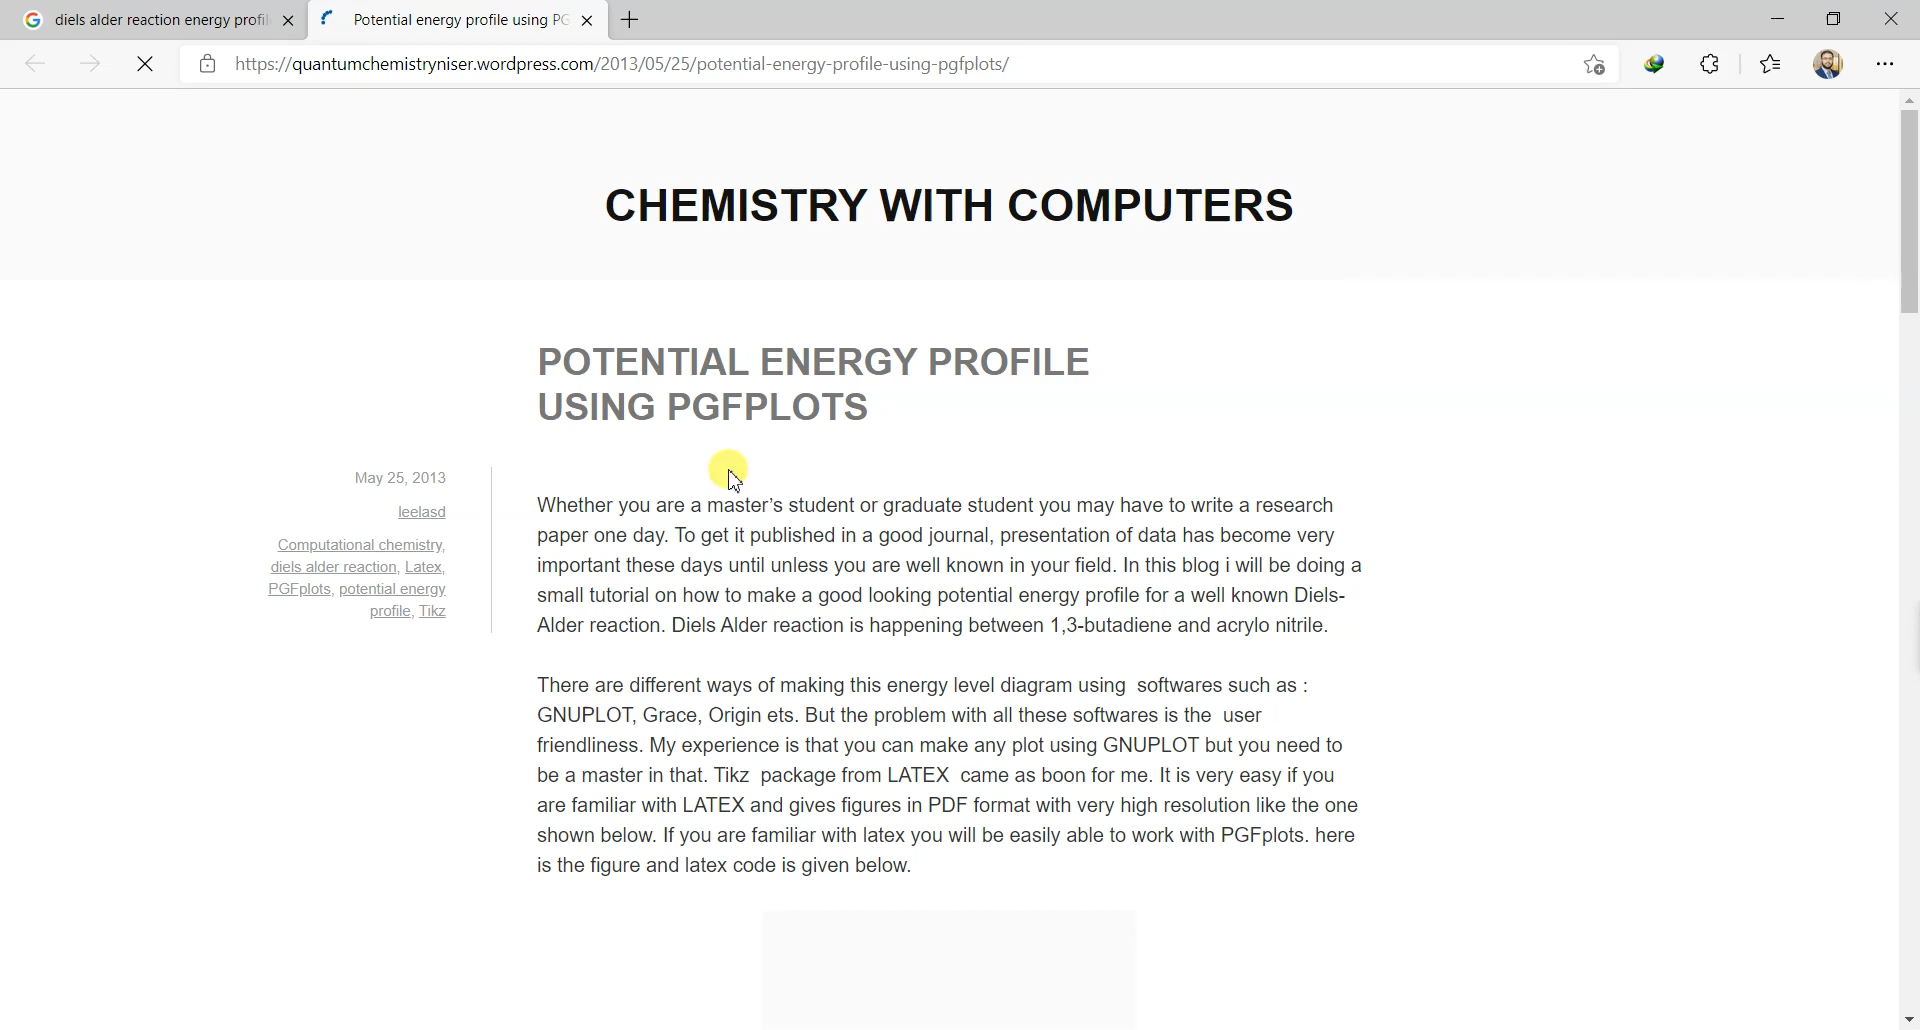 diels alder reaction energy profil
Potential energy profile using PG
https://quantumchemistryniser.wordpress.com/2013/05/25/potential-energy-profile-using-pgfplots/
CHEMISTRY WITH COMPUTERS
POTENTIAL ENERGY PROFILE
USING PGFPLOTS
May 25, 2013
leelasd
Computational chemistry,
diels alder reaction, Latex,
PGFplots, potential energy
profile, Tikz
Whether you are a master’s student or graduate student you may have to write a research
paper one day. To get it published in a good journal, presentation of data has become very
important these days until unless you are well known in your field. In this blog i will be doing a
small tutorial on how to make a good looking potential energy profile for a well known Diels-
Alder reaction. Diels Alder reaction is happening between 1,3-butadiene and acrylo nitrile.
There are different ways of making this energy level diagram using  softwares such as :
GNUPLOT, Grace, Origin ets. But the problem with all these softwares is the  user
friendliness. My experience is that you can make any plot using GNUPLOT but you need to
be a master in that. Tikz  package from LATEX  came as boon for me. It is very easy if you
are familiar with LATEX and gives figures in PDF format with very high resolution like the one
shown below. If you are familiar with latex you will be easily able to work with PGFplots. here
is the figure and latex code is given below.